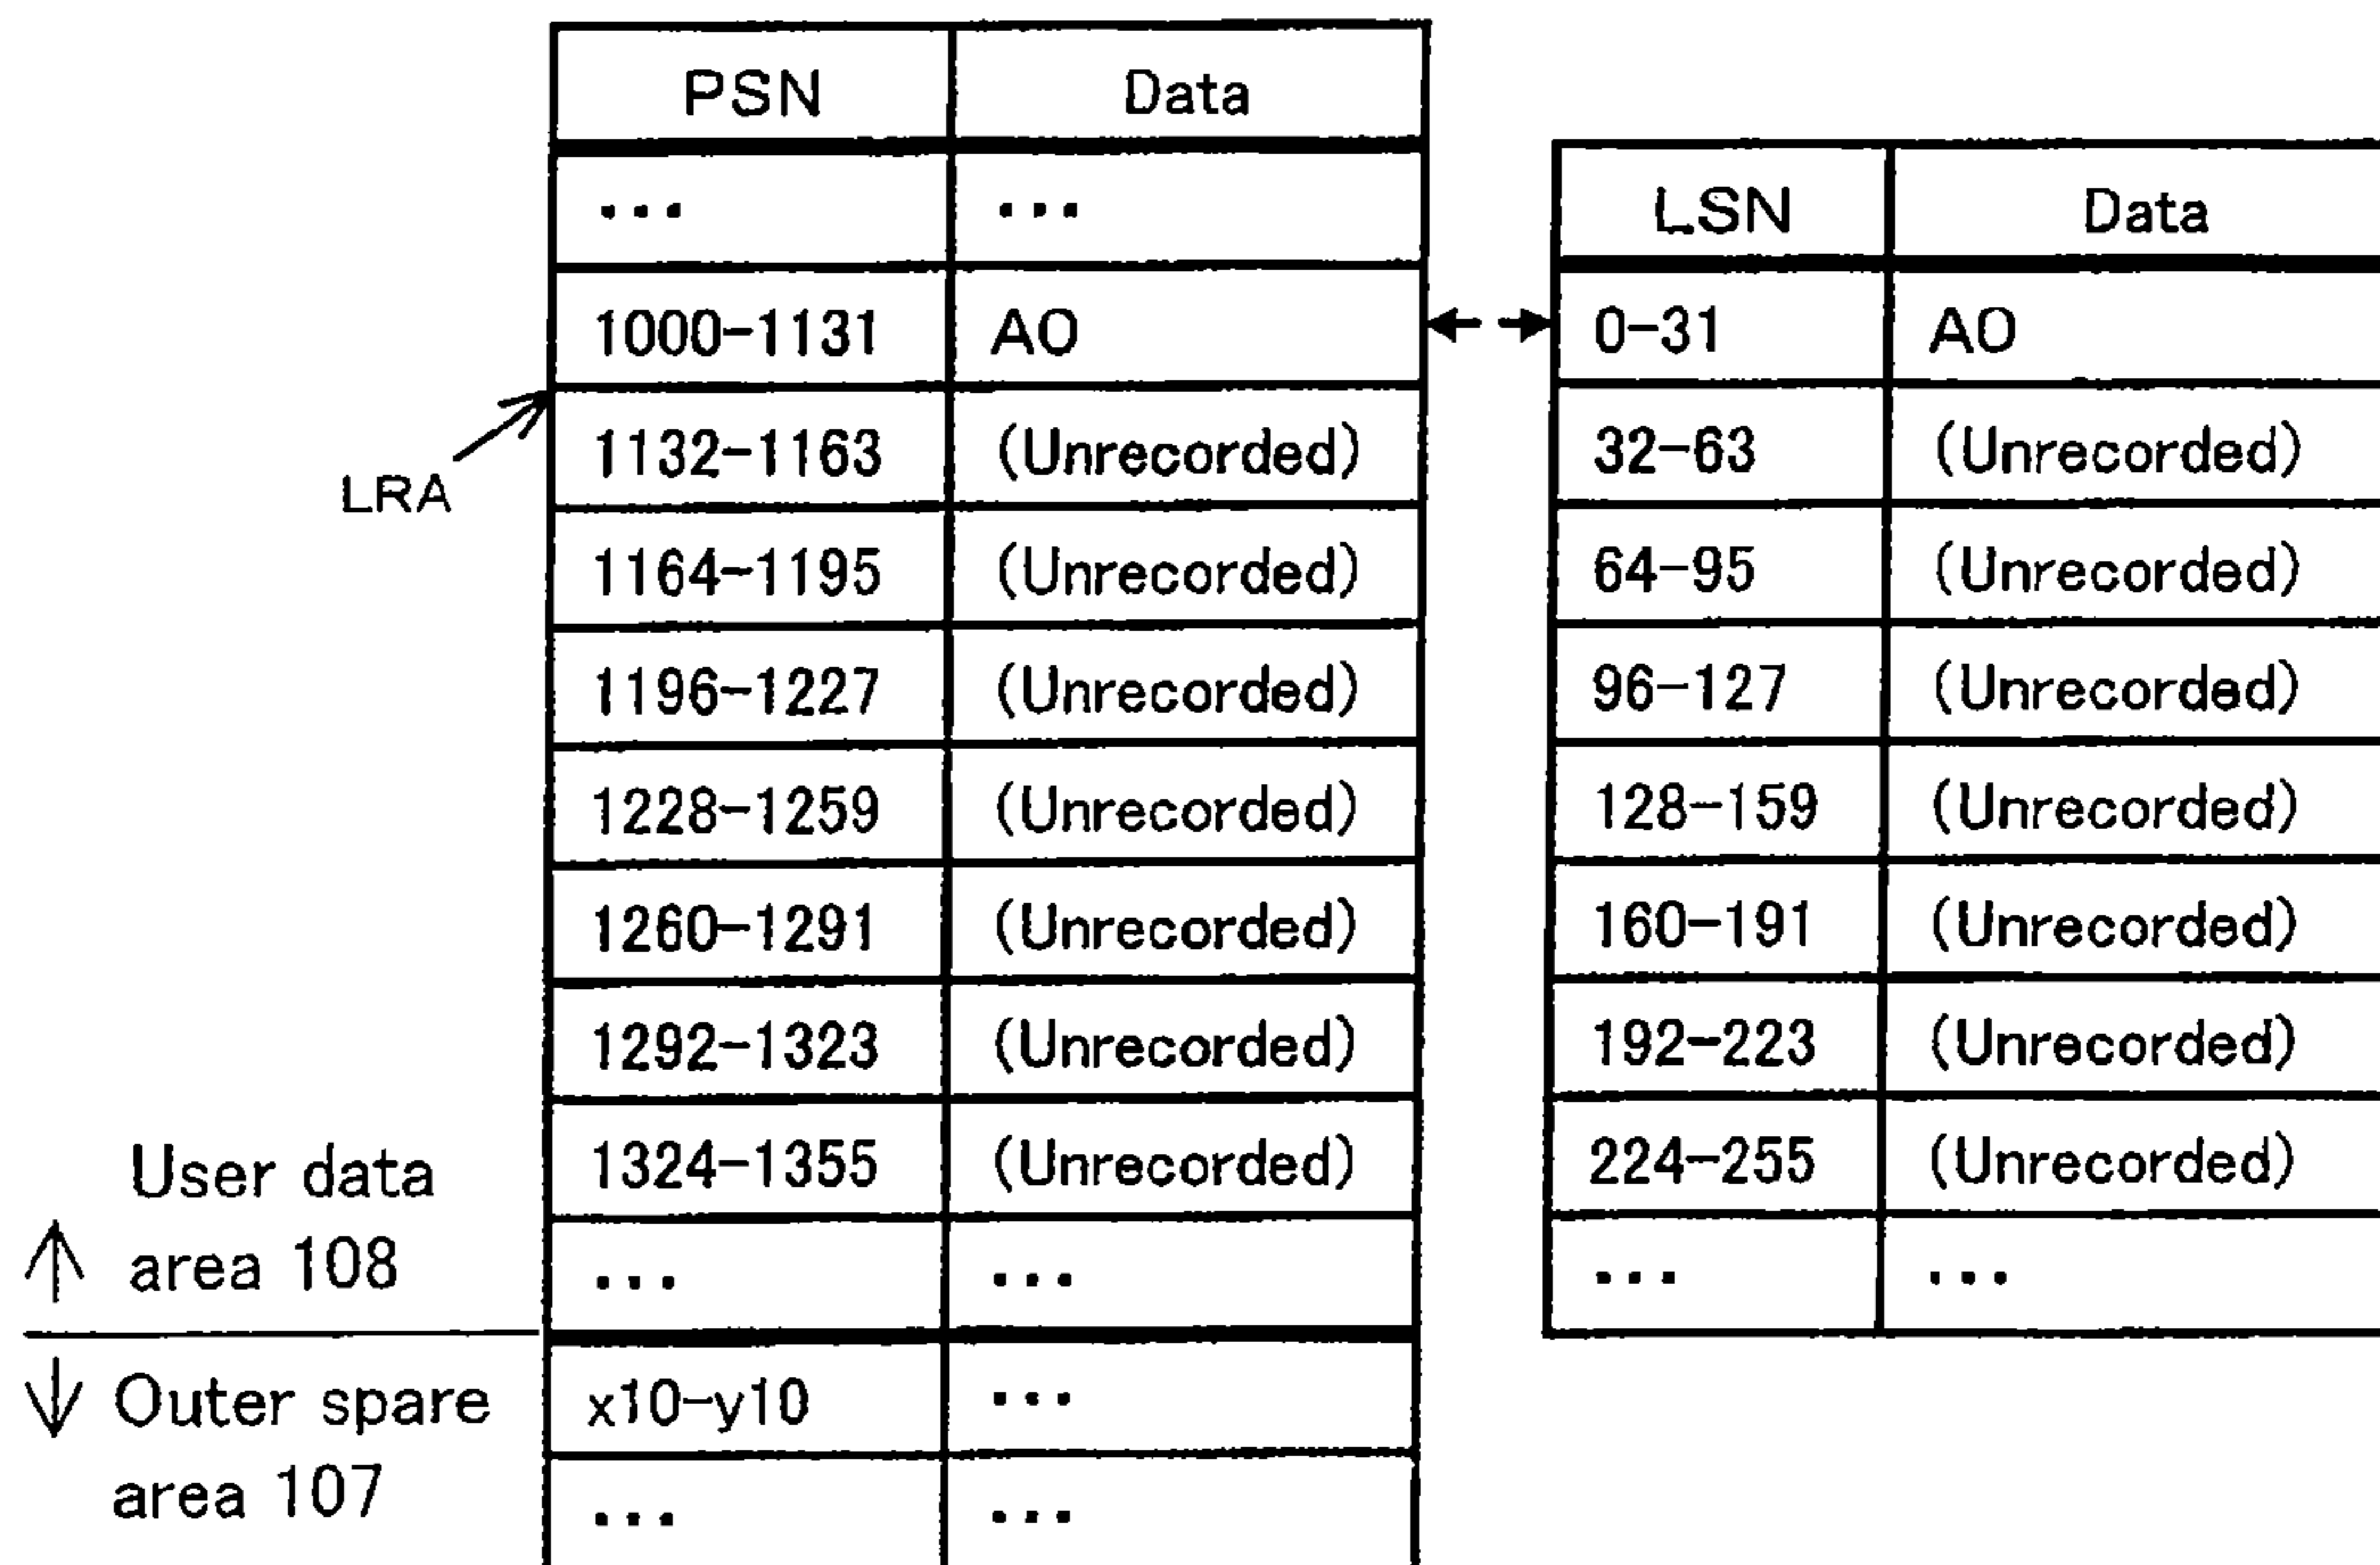 PSN Data
... ...
1000-1131 A0
LRA
1132-1163 (Unrecorded)
1164-1195 (Unrecorded)
1196-1227 (Unrecorded)
1228-1259 (Unrecorded)
1260-1291 (Unrecorded)
1292-1323 (Unrecorded)
1324-1355 (Unrecorded)
... ...
x10-y10 ...
... ...
User data
area 108
Outer spare
area 107
LSN Data
0-31 A0
32-63 (Unrecorded)
64-95 (Unrecorded)
96-127 (Unrecorded)
128-159 (Unrecorded)
160-191 (Unrecorded)
192-223 (Unrecorded)
224-255 (Unrecorded)
... ...